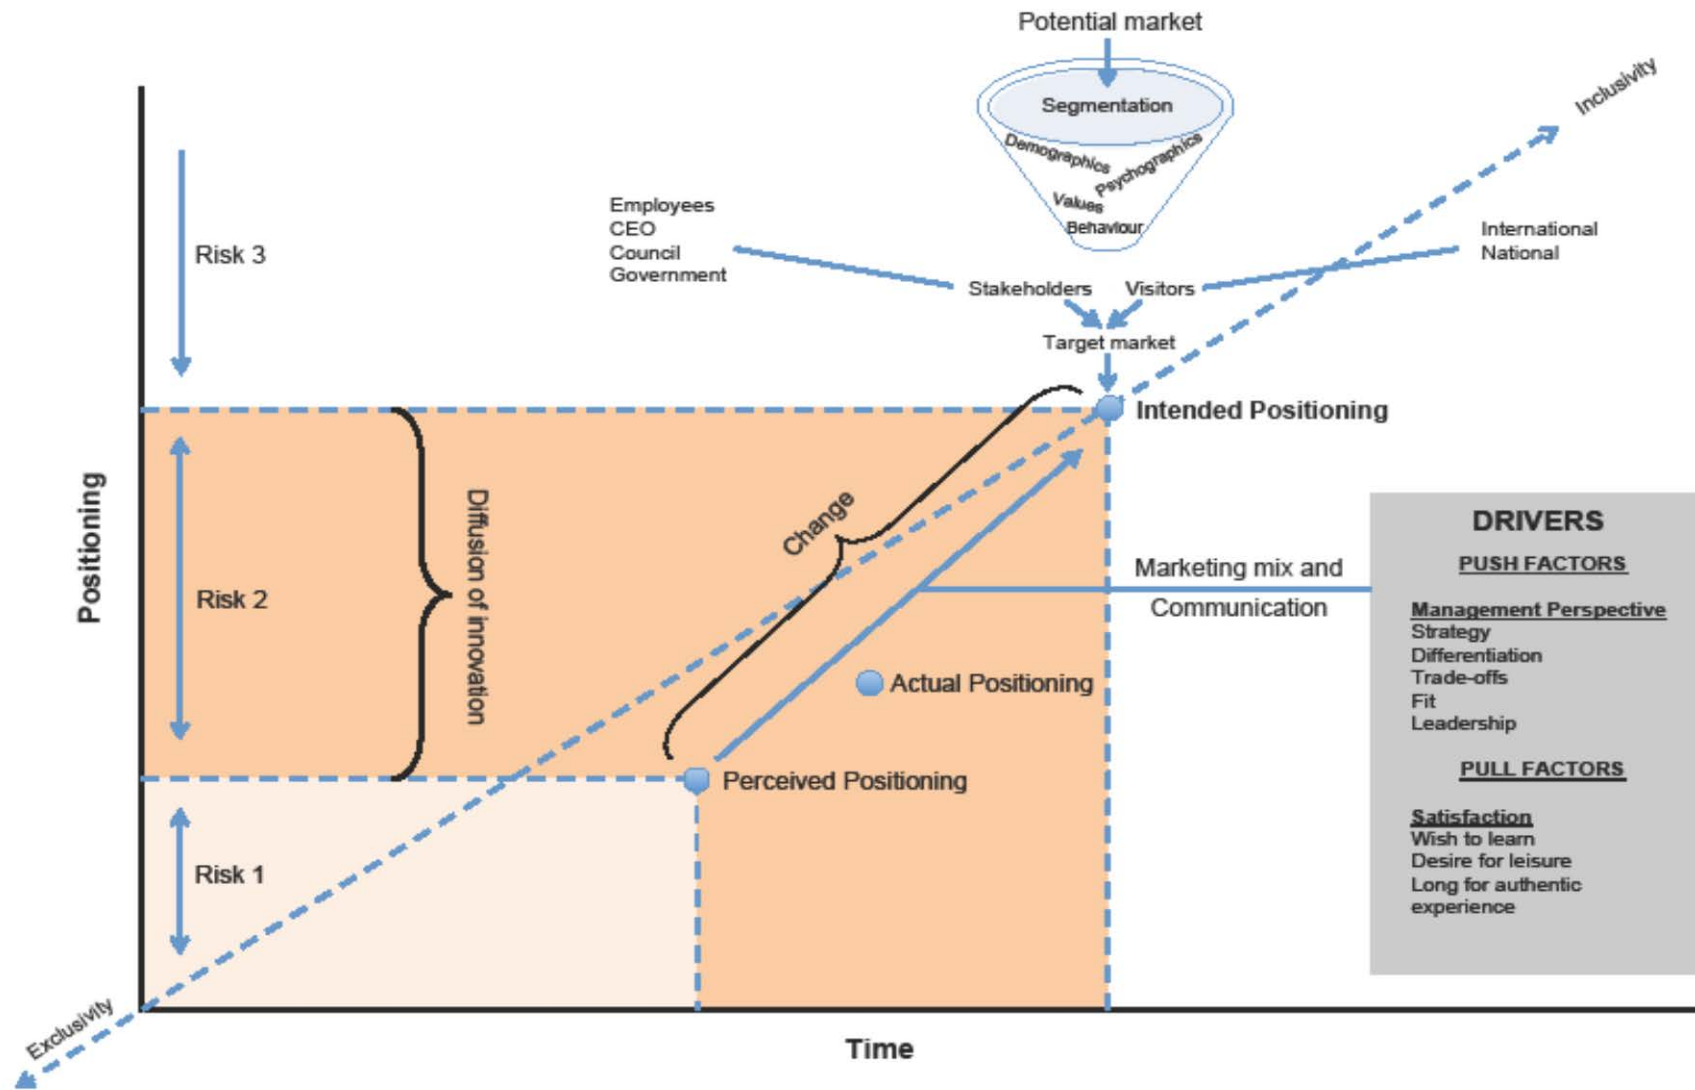 Potential market
Segmentation
Demographics
Psychographics
Values
Behaviour
Inclusivity
Employees
CEO
Council
Government
International
National
Stakeholders
Visitors
Target market
Risk 3
Intended Positioning
Positioning
Diffusion of innovation
Change
Risk 2
Marketing mix and
Communication
Actual Positioning
Perceived Positioning
Risk 1
DRIVERS
PUSH FACTORS
Management Perspective
Strategy
Differentiation
Trade-offs
Fit
Leadership
PULL FACTORS
Satisfaction
Wish to learn
Desire for leisure
Long for authentic
experience
Exclusivity
Time